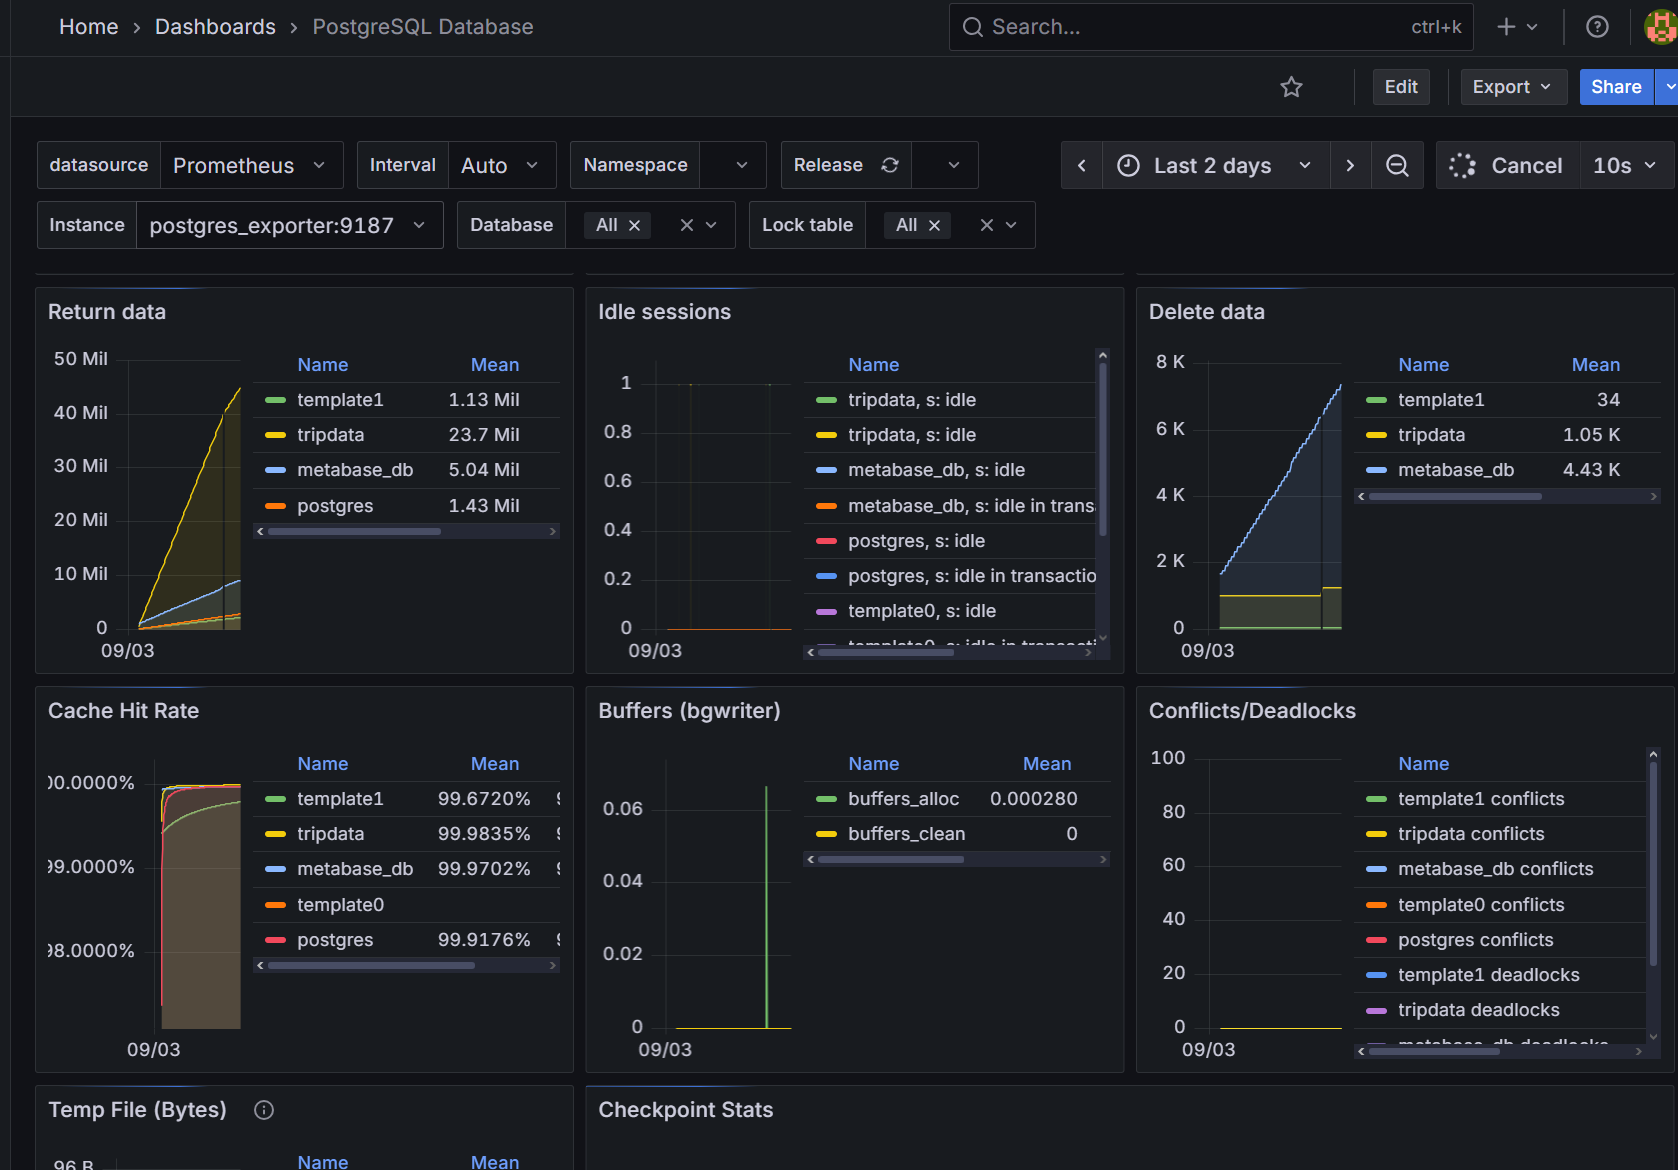 Home › Dashboards › PostgreSQL Database
Search...
ctrl+k
Edit
Export
Share
datasource Prometheus
Interval Auto
Namespace
Release
Last 2 days
Cancel
10s
Instance postgres_exporter:9187
Database All
Lock table All
Return data
50 Mil
40 Mil
30 Mil
20 Mil
10 Mil
0
09/03
Name Mean
template1 1.13 Mil
tripdata 23.7 Mil
metabase_db 5.04 Mil
postgres 1.43 Mil
Idle sessions
1
0.8
0.6
0.4
0.2
0
09/03
Name
tripdata, s: idle
tripdata, s: idle
metabase_db, s: idle
metabase_db, s: idle in trans
postgres, s: idle
postgres, s: idle in transactio
template0, s: idle
template0, s: idle in transacti
Delete data
8 K
6 K
4 K
2 K
0
09/03
Name Mean
template1 34
tripdata 1.05 K
metabase_db 4.43 K
Cache Hit Rate
00.0000%
99.0000%
98.0000%
09/03
Name Mean
template1 99.6720%
tripdata 99.9835%
metabase_db 99.9702%
template0
postgres 99.9176%
Buffers (bgwriter)
0.06
0.04
0.02
0
09/03
Name Mean
buffers_alloc 0.000280
buffers_clean 0
Conflicts/Deadlocks
100
80
60
40
20
0
09/03
Name
template1 conflicts
tripdata conflicts
metabase_db conflicts
template0 conflicts
postgres conflicts
template1 deadlocks
tripdata deadlocks
metabase_db deadlocks
Temp File (Bytes)
96 B
Name Mean
Checkpoint Stats